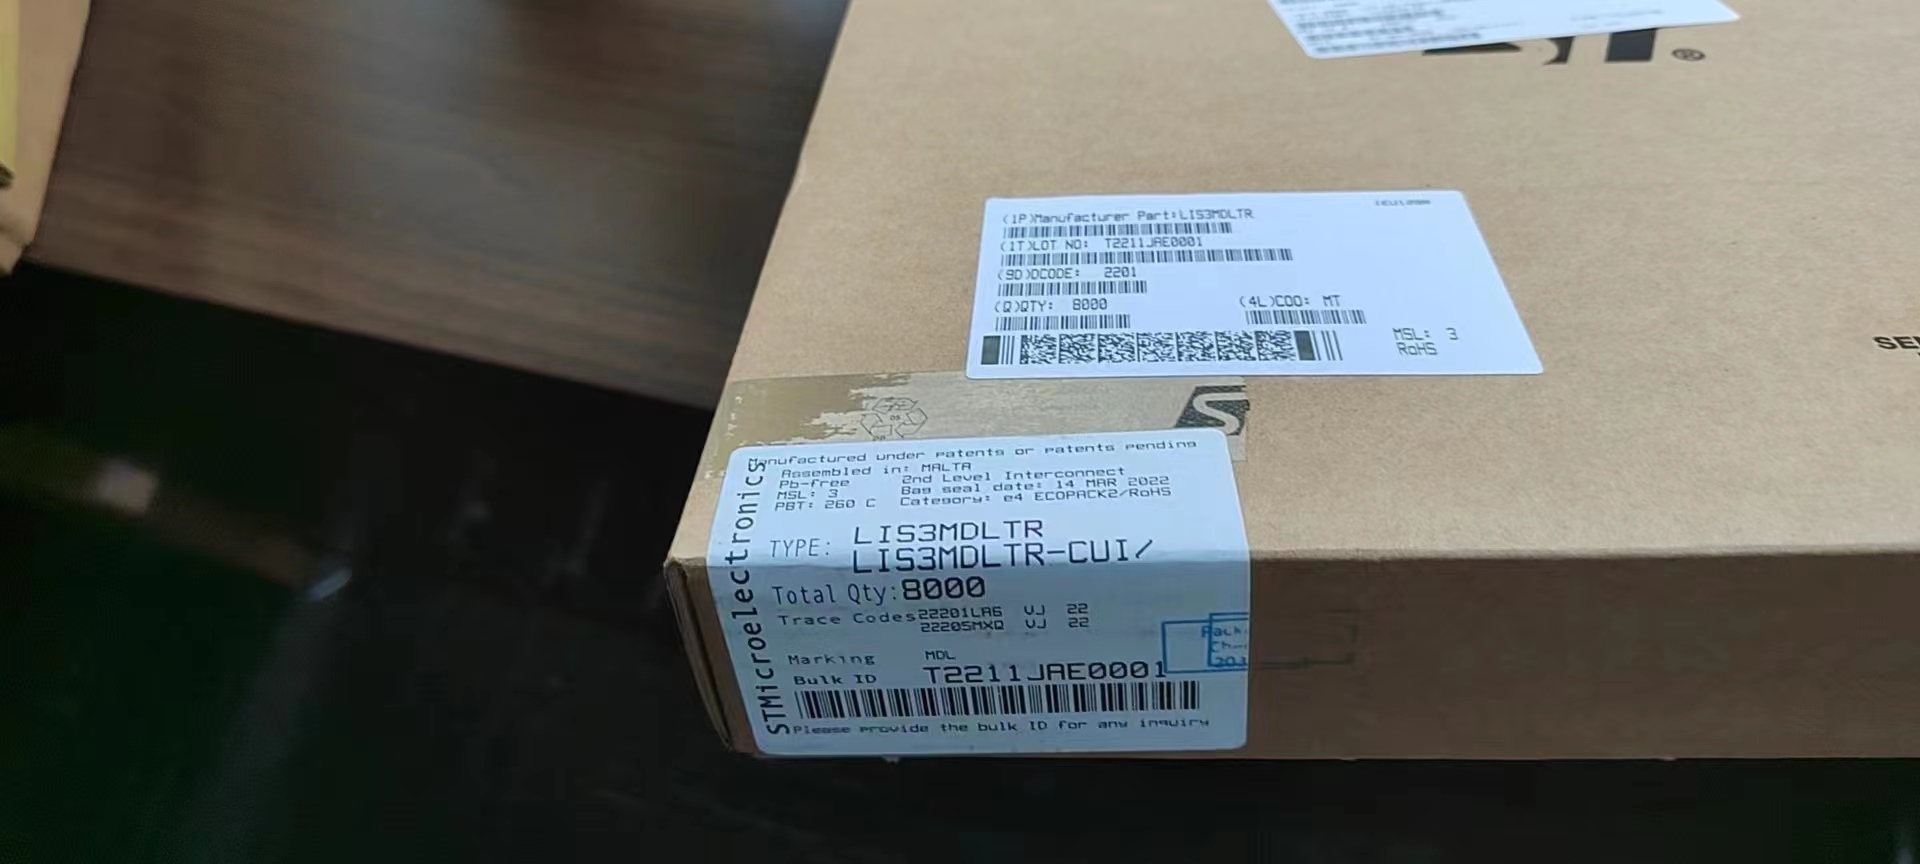 (1P)Manufacturer Part:LIS3MDLTR
(1T)LOT NO: T2211JAE0001
(9D)DCODE: 2201
(Q)QTY: 8000 (4L)COO: MT
MSL: 3
RoHS
Manufactured under patents or patents pending
Assembled in: MALTA
Pb-free 2nd Level Interconnect
MSL: 3 Bag seal date: 14 MAR 2022
PBT: 260 C Category: e4 ECOPACK2/RoHS
TYPE: LIS3MDLTR
LIS3MDLTR-CUI/
Total Qty: 8000
Trace Codes 22201LA6 VJ 22
22205MXQ VJ 22
Marking MDL
Bulk ID T2211JAE0001
Please provide the bulk ID for any inquiry
STMicroelectronics